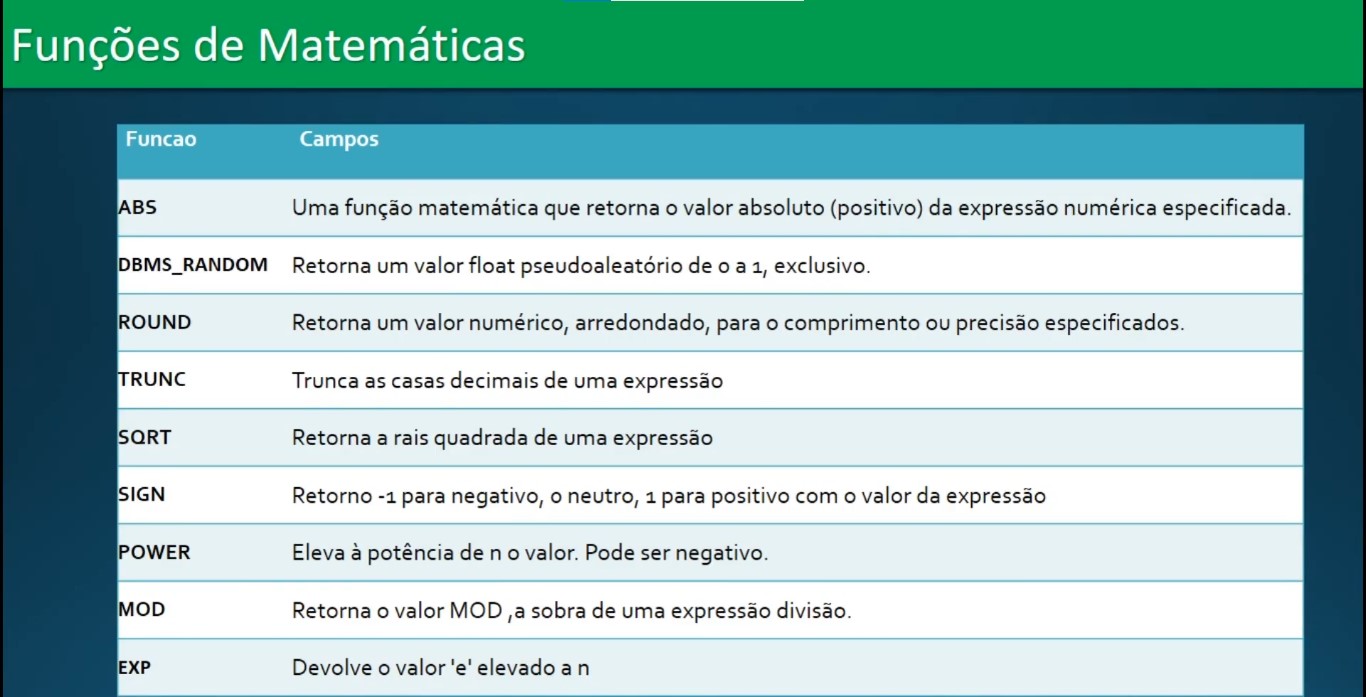 Funções de Matemáticas
Funcao Campos
ABS Uma função matemática que retorna o valor absoluto (positivo) da expressão numérica especificada.
DBMS_RANDOM Retorna um valor float pseudoaleatório de 0 a 1, exclusivo.
ROUND Retorna um valor numérico, arredondado, para o comprimento ou precisão especificados.
TRUNC Trunca as casas decimais de uma expressão
SQRT Retorna a rais quadrada de uma expressão
SIGN Retorno -1 para negativo, 0 neutro, 1 para positivo com o valor da expressão
POWER Eleva à potência de n o valor. Pode ser negativo.
MOD Retorna o valor MOD ,a sobra de uma expressão divisão.
EXP Devolve o valor 'e' elevado a n